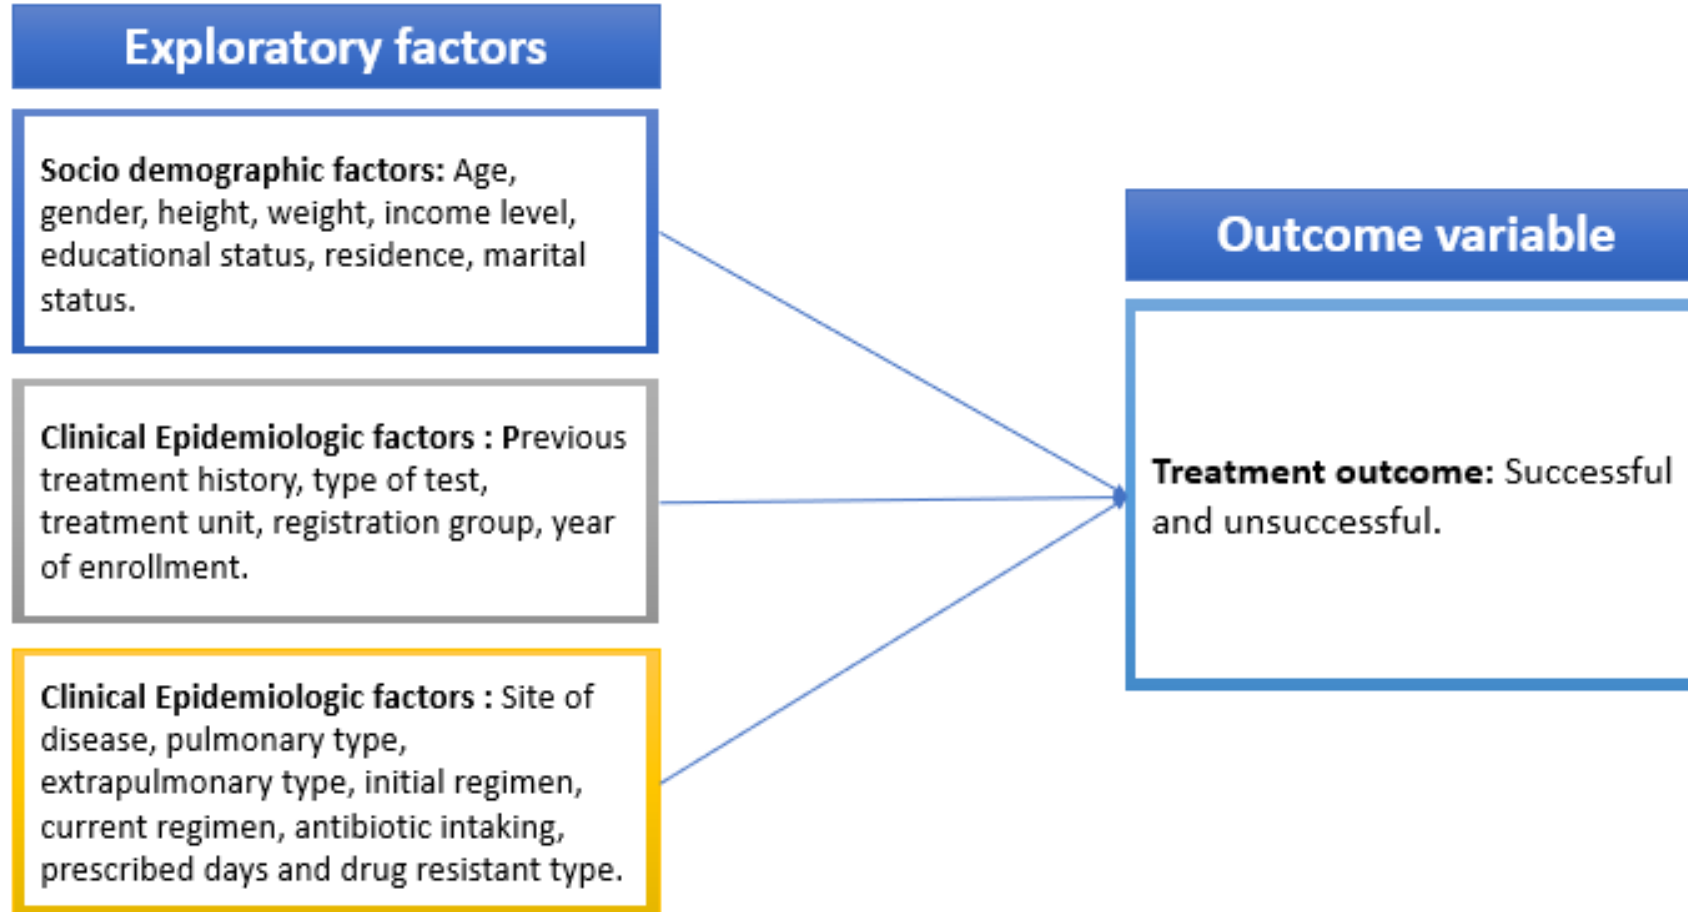 Exploratory factors
Socio demographic factors: Age,
gender, height, weight, income level,
educational status, residence, marital
status.
Clinical Epidemiologic factors : Previous
treatment history, type of test,
treatment unit, registration group, year
of enrollment.
Clinical Epidemiologic factors : Site of
disease, pulmonary type,
extrapulmonary type, initial regimen,
current regimen, antibiotic intaking,
prescribed days and drug resistant type.
Outcome variable
Treatment outcome: Successful
and unsuccessful.